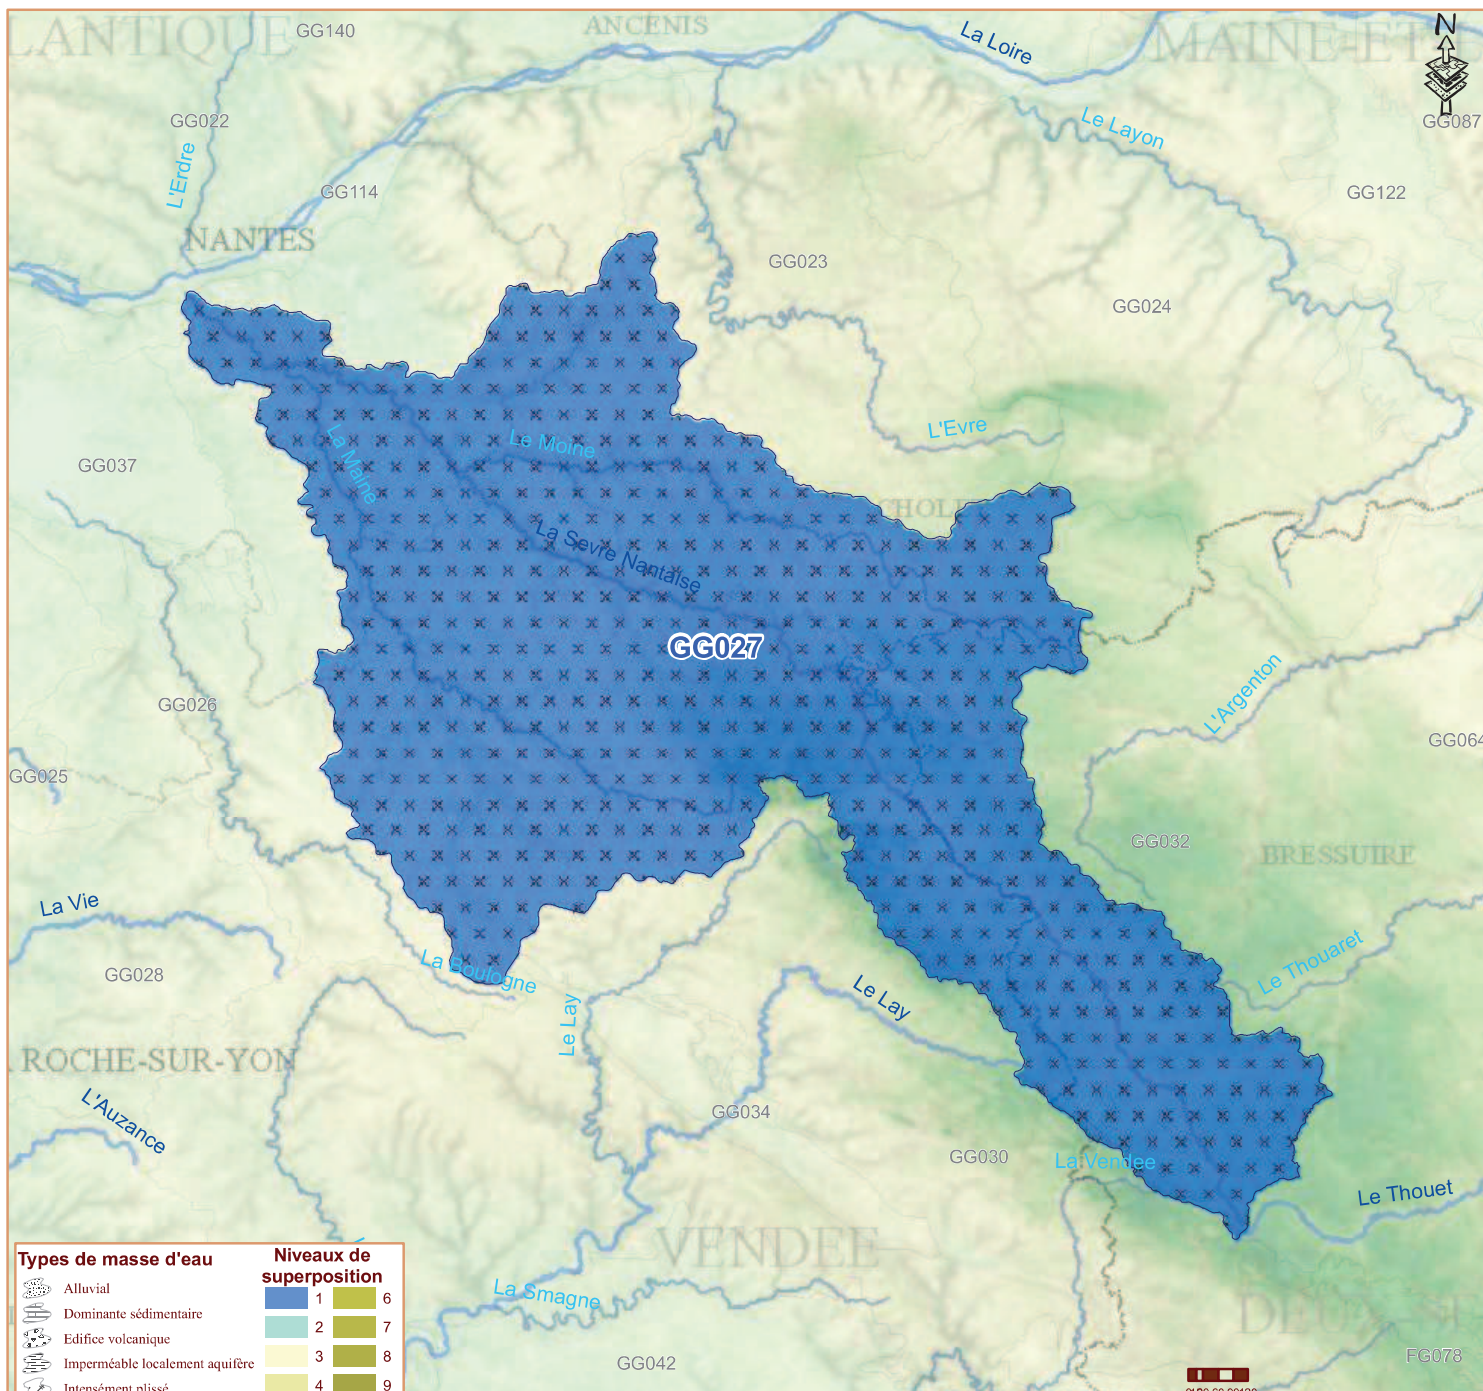 LANTIQUE
GG140
ANCENIS
La Loire
MAINE-ET
N
GG022
Le Layon
GG087
L'Erdre
GG114
GG122
NANTES
GG023
GG024
L'Evre
Le Moine
La Maine
GG037
CHOLE
La Sevre Nantaise
GG027
L'Argenton
GG026
GG064
GG025
GG032
BRESSUIRE
La Vie
La Boulogne
GG028
Le Thouaret
Le Lay
Le Lay
ROCHE-SUR-YON
L'Auzance
GG034
GG030
La Vendee
Le Thouet
VENDEE
La Smagne
GG042
FG078
Types de masse d'eau
Alluvial
Dominante sédimentaire
Edifice volcanique
Imperméable localement aquifère
Intensément plissé
Niveaux de
superposition
1 6
2 7
3 8
4 9